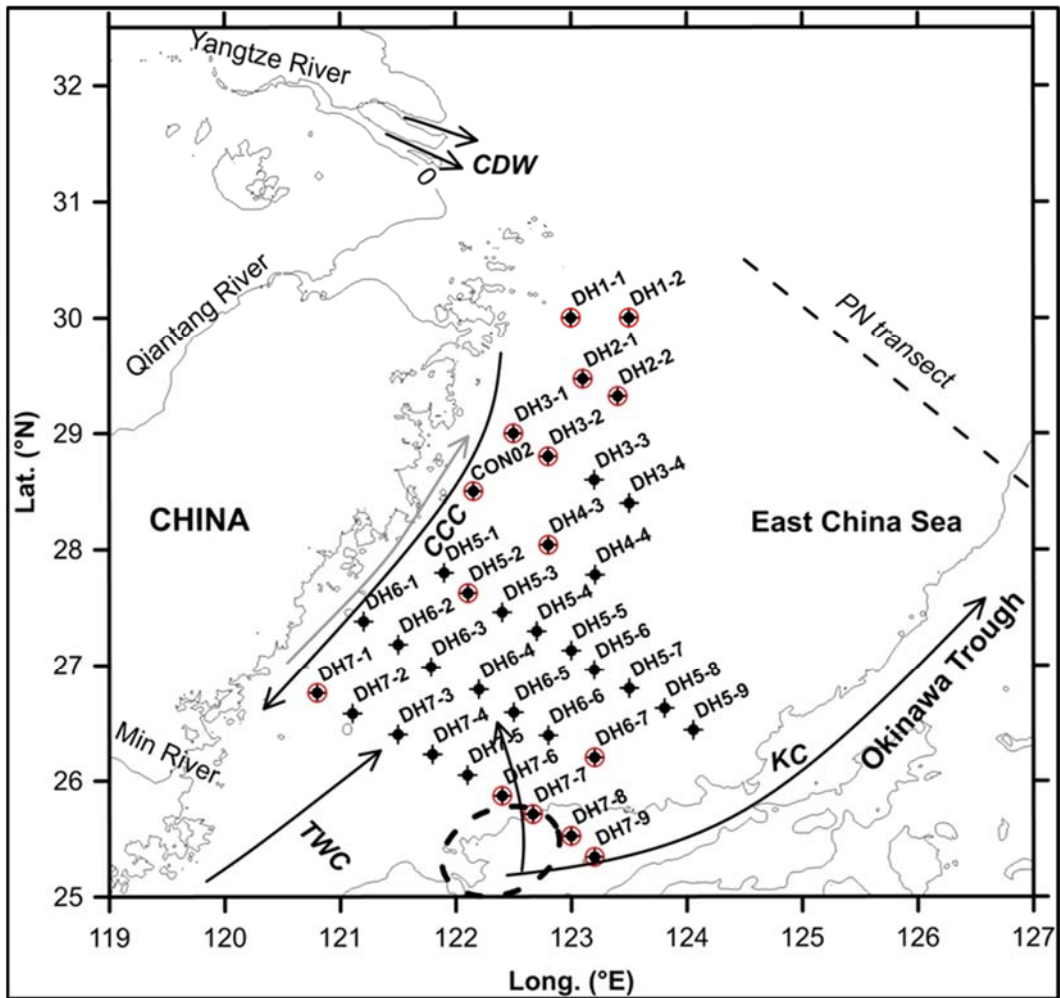 Yangtze River
32
CDW
31
Qiantang River
DH1-1
DH1-2
30
PN transect
DH2-1
DH2-2
DH3-1
DH3-2
29
Lat. (°N)
CON02
DH3-3
DH3-4
CHINA
CCC
DH4-3
East China Sea
28
DH5-1
DH4-4
DH5-2
DH6-1
DH5-3
DH6-2
DH5-4
DH6-3
DH5-5
27
DH7-1
DH6-4
DH5-6
DH7-2
DH6-5
DH5-7
DH7-3
DH6-6
DH5-8
DH7-4
DH6-7
DH5-9
Okinawa Trough
Min River
DH7-5
KC
26
DH7-6
DH7-7
TWC
DH7-8
DH7-9
25
119 120 121 122 123 124 125 126 127
Long. (°E)